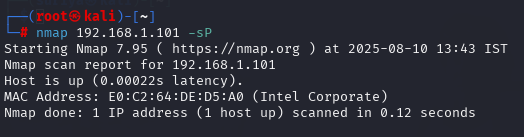 ┌──(root㉿kali)-[~]
└─# nmap 192.168.1.101 -sP
Starting Nmap 7.95 ( https://nmap.org ) at 2025-08-10 13:43 IST
Nmap scan report for 192.168.1.101
Host is up (0.00022s latency).
MAC Address: E0:C2:64:DE:D5:A0 (Intel Corporate)
Nmap done: 1 IP address (1 host up) scanned in 0.12 seconds